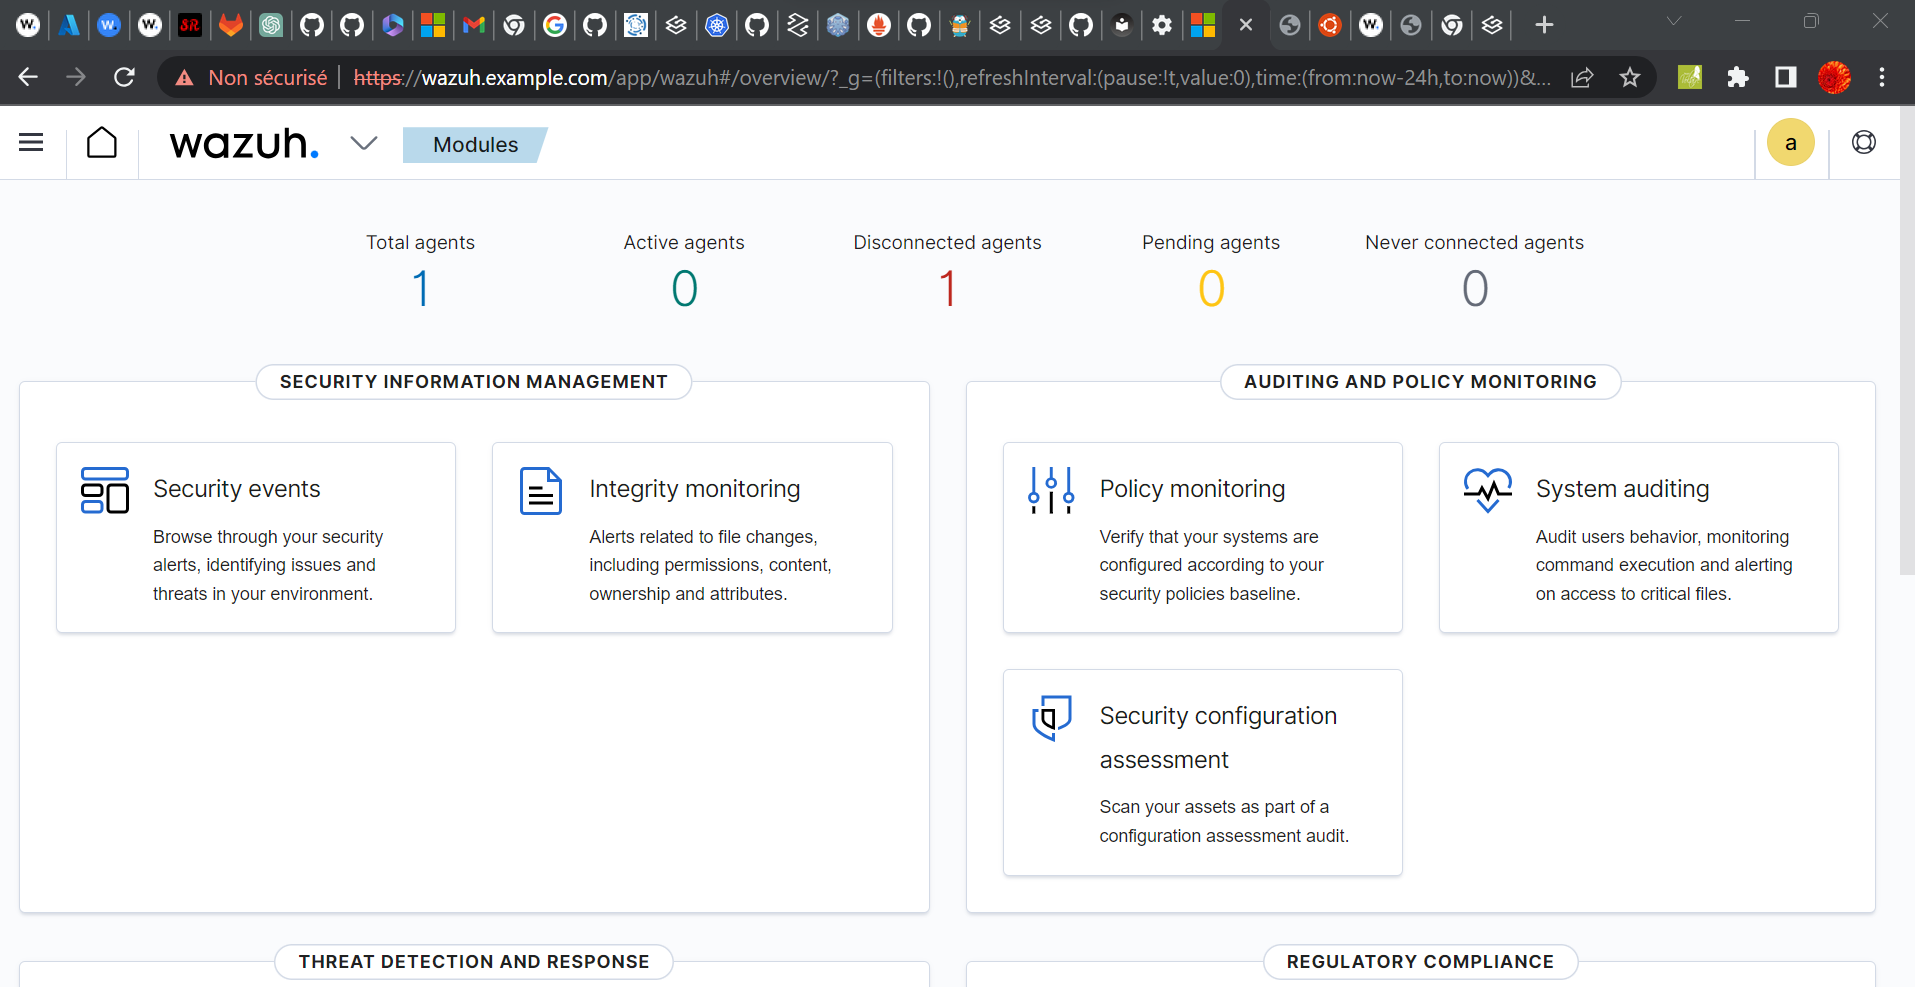 Non sécurisé https://wazuh.example.com/app/wazuh#/overview/?_g=(filters:!(),refreshInterval:(pause:!t,value:0),time:(from:now-24h,to:now))&...
wazuh. Modules a
Total agents Active agents Disconnected agents Pending agents Never connected agents
1 0 1 0 0
SECURITY INFORMATION MANAGEMENT
Security events
Browse through your security
alerts, identifying issues and
threats in your environment.
Integrity monitoring
Alerts related to file changes,
including permissions, content,
ownership and attributes.
AUDITING AND POLICY MONITORING
Policy monitoring
Verify that your systems are
configured according to your
security policies baseline.
System auditing
Audit users behavior, monitoring
command execution and alerting
on access to critical files.
Security configuration
assessment
Scan your assets as part of a
configuration assessment audit.
THREAT DETECTION AND RESPONSE
REGULATORY COMPLIANCE